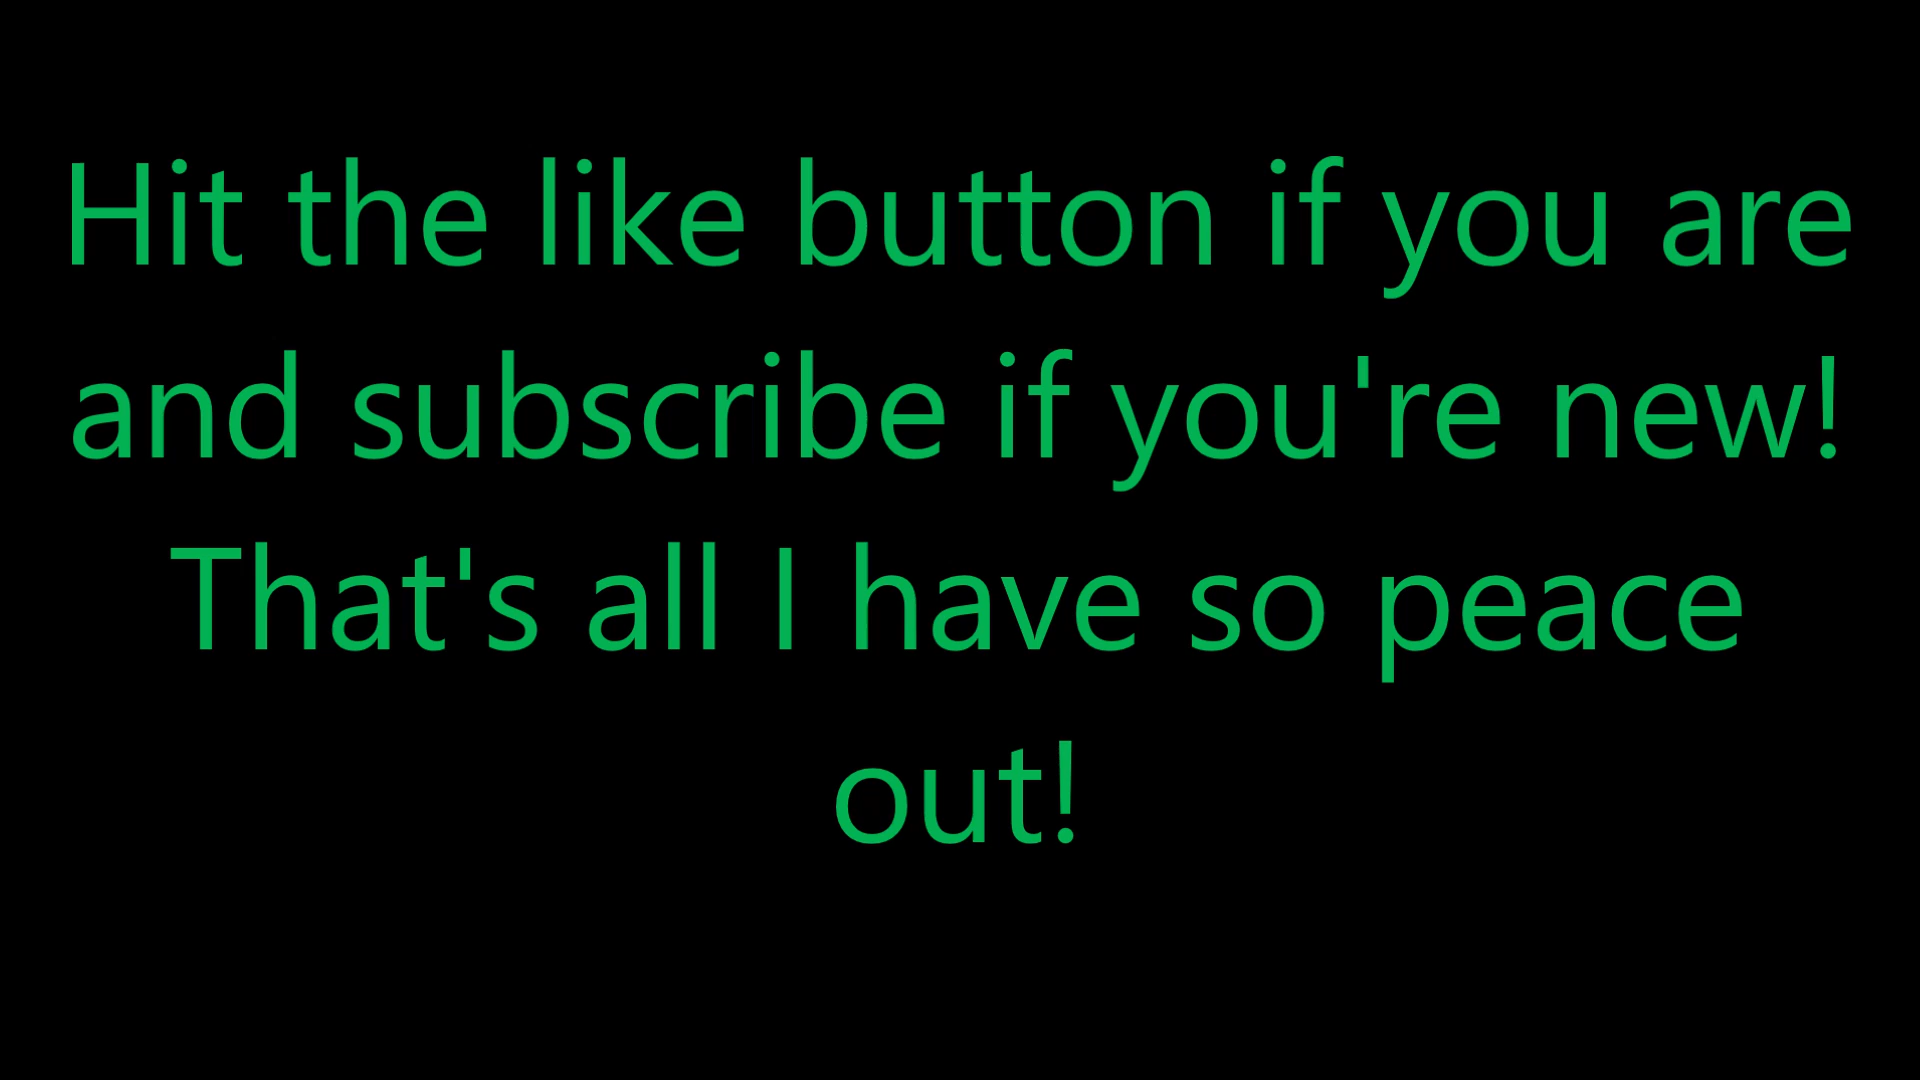 Hit the like button if you are
and subscribe if you're new!
That's all I have so peace
out!